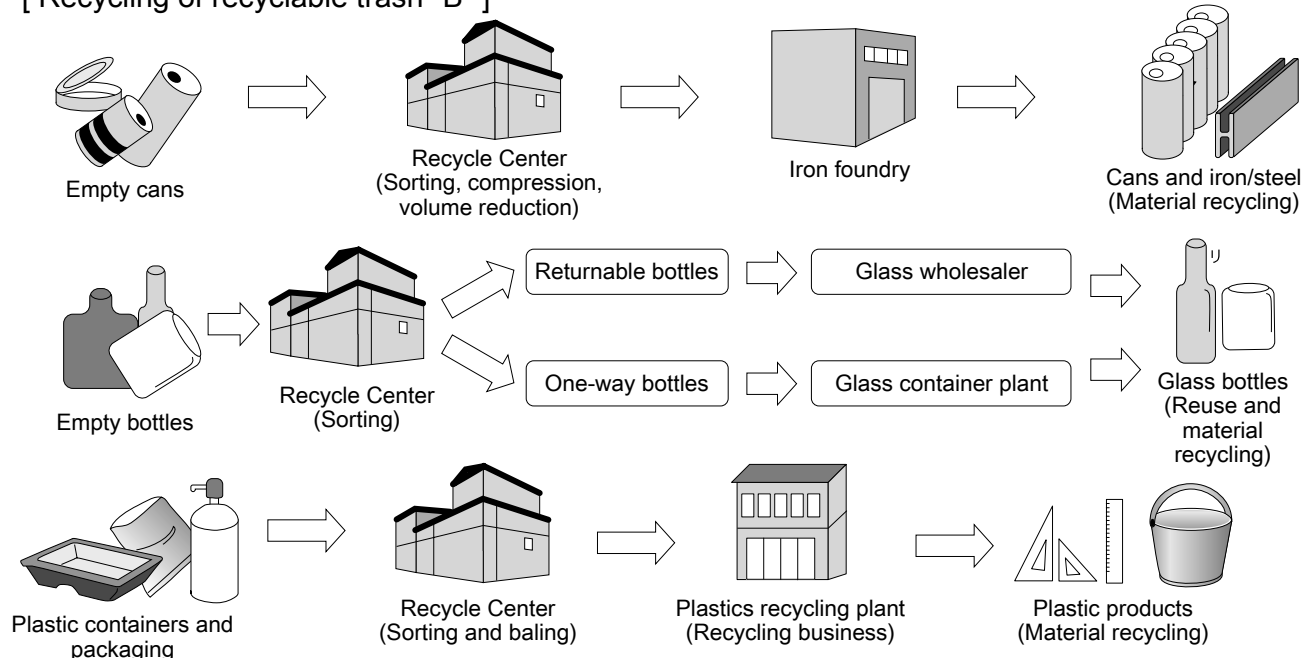 [ Recycling of recyclable trash "B" ]
Empty cans
Recycle Center
(Sorting, compression,
volume reduction)
Iron foundry
Cans and iron/steel
(Material recycling)
Empty bottles
Recycle Center
(Sorting)
Returnable bottles
Glass wholesaler
One-way bottles
Glass container plant
Glass bottles
(Reuse and
material
recycling)
Plastic containers and
packaging
Recycle Center
(Sorting and baling)
Plastics recycling plant
(Recycling business)
Plastic products
(Material recycling)